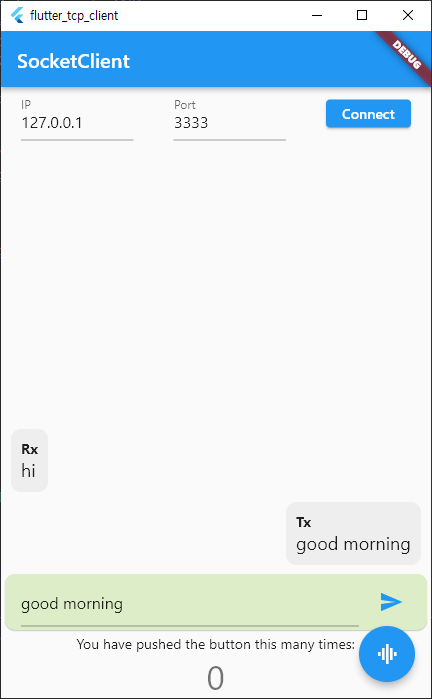 flutter_tcp_client
SocketClient
DEBUG
IP
Port
127.0.0.1
3333
Connect
Rx
hi
Tx
good morning
good morning
You have pushed the button this many times:
0